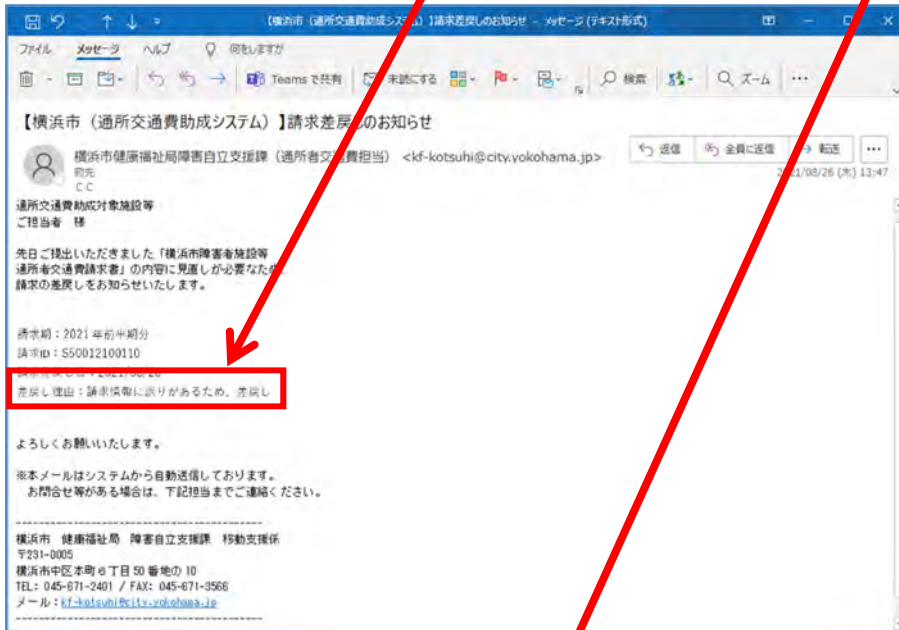 【横浜市（通所交通費助成システム）】請求差戻しのお知らせ － メッセージ (テキスト形式)
ファイル メッセージ ヘルプ 何をしますか
Teams で共有 未読にする 検索 ズーム
【横浜市（通所交通費助成システム）】請求差戻しのお知らせ
横浜市健康福祉局障害自立支援課（通所者交通費担当） <kf-kotsuhi@city.yokohama.jp>
返信 全員に返信 転送
宛先
CC
2021/08/26 (木) 13:47
通所交通費助成対象施設等
ご担当者　様
先日ご提出いただきました「横浜市障害者施設等
通所者交通費請求書」の内容に見直しが必要なため、
請求の差戻しをお知らせいたします。
請求期：2021 年前半期分
請求ID：S50012100110
差戻し理由：請求情報に誤りがあるため、差戻し
よろしくお願いいたします。
※本メールはシステムから自動送信しております。
お問合せ等がある場合は、下記担当までご連絡ください。
------------------------------------------
横浜市　健康福祉局　障害自立支援課　移動支援係
〒231-0005
横浜市中区本町６丁目 50 番地の 10
TEL: 045-671-2401 / FAX: 045-671-3566
メール：kf-kotsuhi@city.yokohama.jp
------------------------------------------